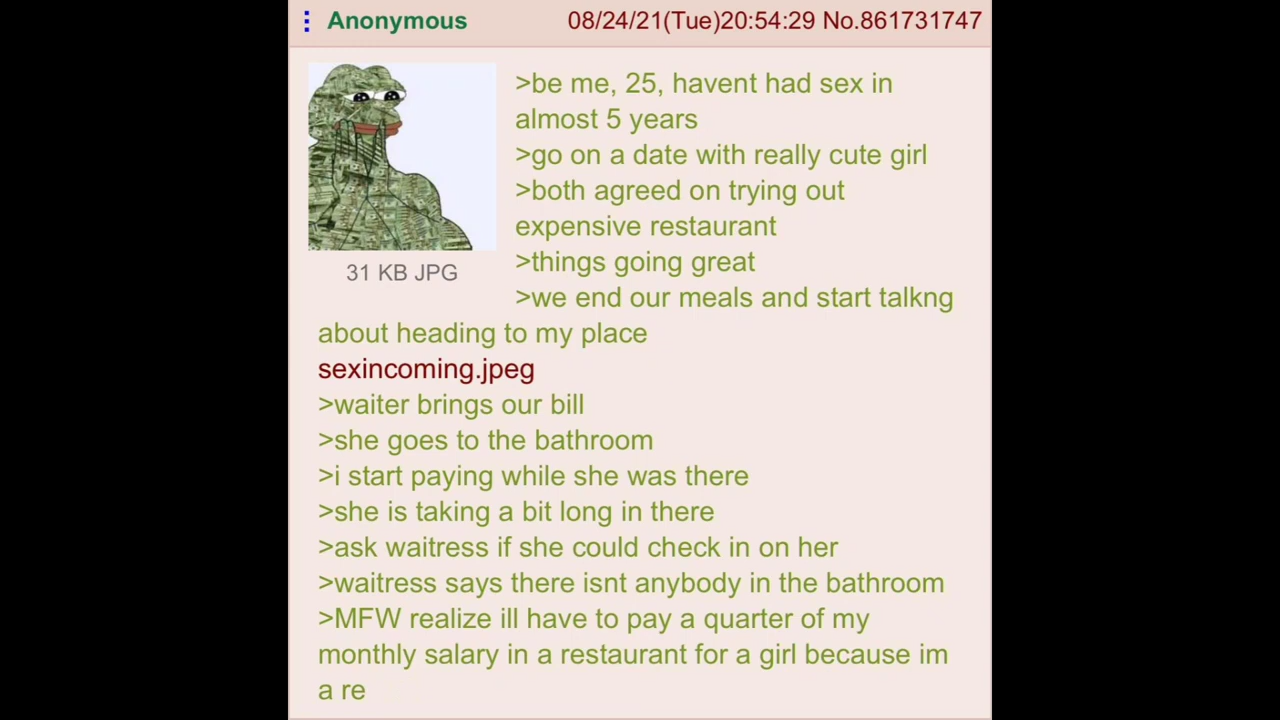 Anonymous 08/24/21(Tue)20:54:29 No.861731747
>be me, 25, havent had sex in
almost 5 years
>go on a date with really cute girl
>both agreed on trying out
expensive restaurant
>things going great
31 KB JPG
>we end our meals and start talkng
about heading to my place
sexincoming.jpeg
>waiter brings our bill
>she goes to the bathroom
>i start paying while she was there
>she is taking a bit long in there
>ask waitress if she could check in on her
>waitress says there isnt anybody in the bathroom
>MFW realize ill have to pay a quarter of my
monthly salary in a restaurant for a girl because im
a re